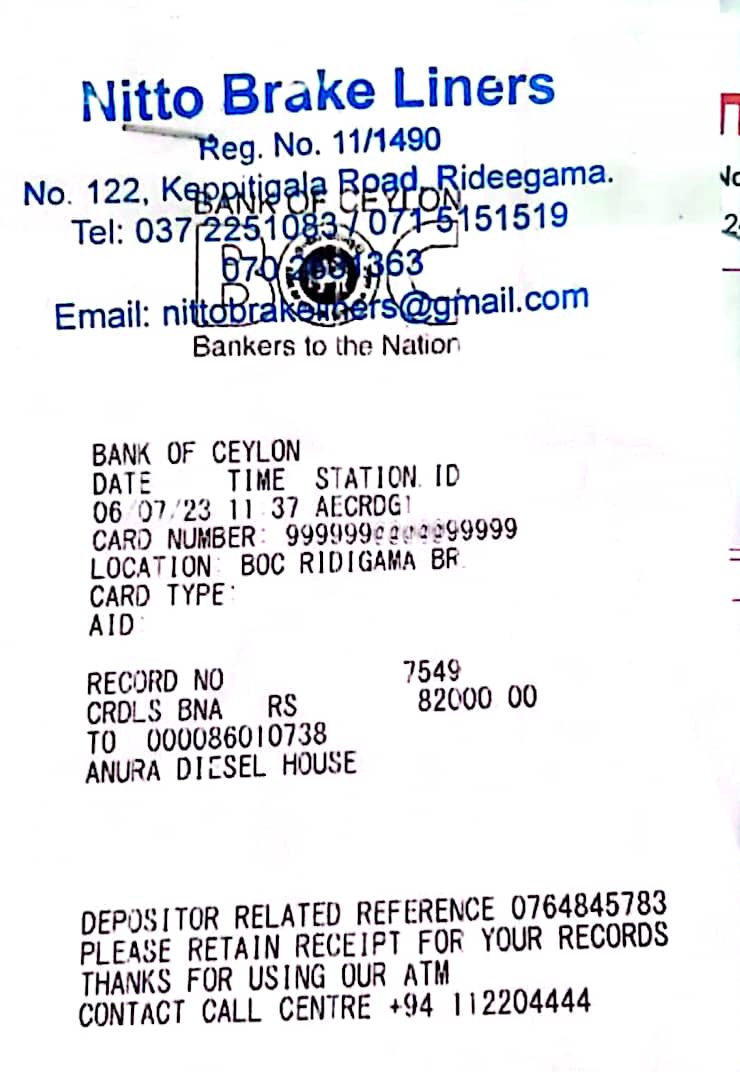 Nitto Brake Liners
Reg. No. 11/1490
No. 122, Keppitigala Road, Rideegama.
BANK OF CEYLON
Tel: 037 2251083 / 071-5151519
070
363
Email: nittobrakeliners@gmail.com
Bankers to the Nation
BANK OF CEYLON
DATE TIME STATION ID
06/07/23 11:37 AECRDG1
CARD NUMBER: 99999999999999999
LOCATION: BOC RIDIGAMA BR
CARD TYPE:
AID:
RECORD NO 7549
CRDLS BNA RS 82000.00
TO 000086010738
ANURA DIESEL HOUSE
DEPOSITOR RELATED REFERENCE 0764845783
PLEASE RETAIN RECEIPT FOR YOUR RECORDS
THANKS FOR USING OUR ATM
CONTACT CALL CENTRE +94 112204444